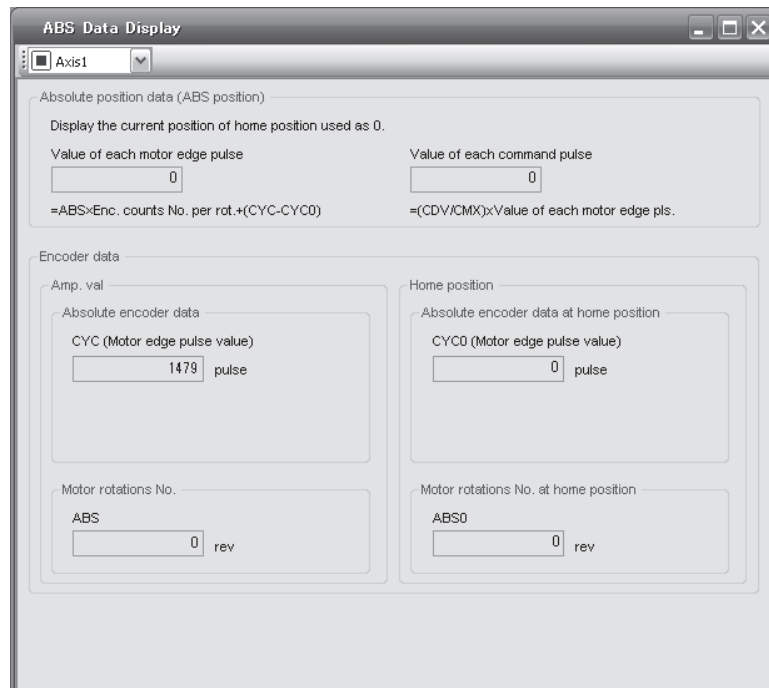 ABS Data Display
Axis1
Absolute position data (ABS position)
Display the current position of home position used as 0.
Value of each motor edge pulse
Value of each command pulse
0
0
=ABS×Enc. counts No. per rot.+(CYC-CYC0)
=(CDV/CMX)×Value of each motor edge pls.
Encoder data
Amp. val
Home position
Absolute encoder data
Absolute encoder data at home position
CYC (Motor edge pulse value)
CYC0 (Motor edge pulse value)
1479 pulse
0 pulse
Motor rotations No.
Motor rotations No. at home position
ABS
ABS0
0 rev
0 rev